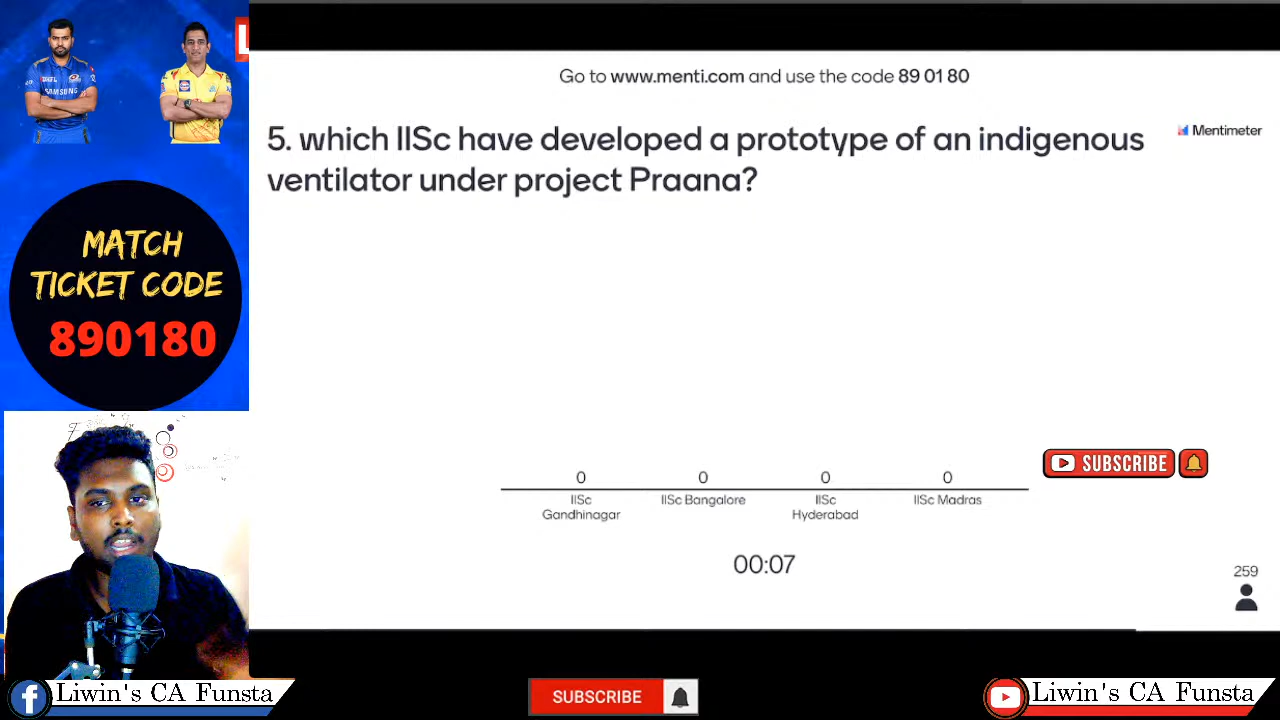 Go to www.menti.com and use the code 89 01 80
5. which IISc have developed a prototype of an indigenous
ventilator under project Praana?
Mentimeter
DHFL
SAMSUNG
L
MATCH
TICKET CODE
890180
SUBSCRIBE
0
0
0
0
IISc
Gandhinagar
IISc Bangalore
IISc
Hyderabad
IISc Madras
00:07
259
Liwin's CA Funsta
SUBSCRIBE
Liwin's CA Funsta